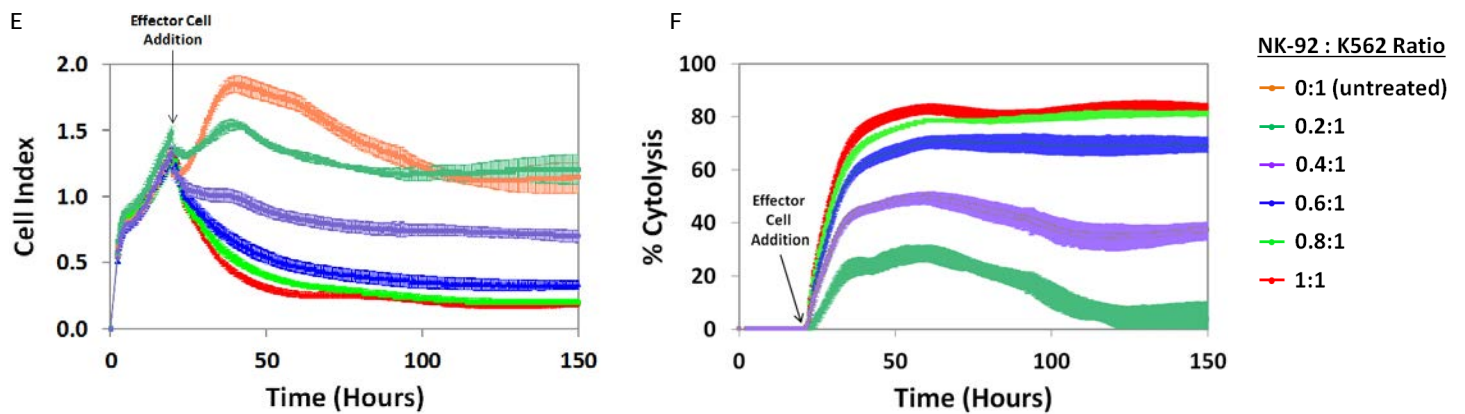 E
Effector Cell
Addition
2.0
1.5
1.0
0.5
0.0
Cell Index
0
50
100
150
Time (Hours)
F
100
80
60
40
20
0
% Cytolysis
Effector
Cell
Addition
0
50
100
150
Time (Hours)
NK-92 : K562 Ratio
0:1 (untreated)
0.2:1
0.4:1
0.6:1
0.8:1
1:1